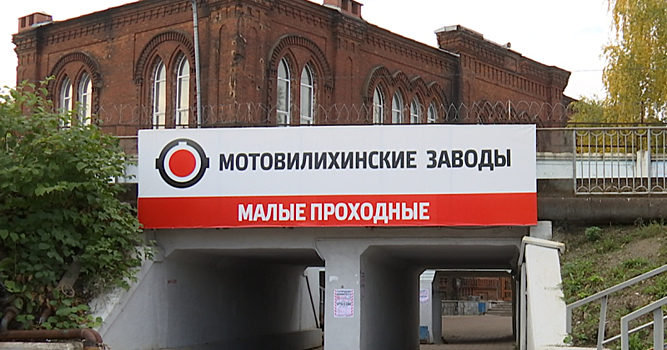 МОТОВИЛИХИНСКИЕ ЗАВОДЫ
МАЛЫЕ ПРОХОДНЫЕ